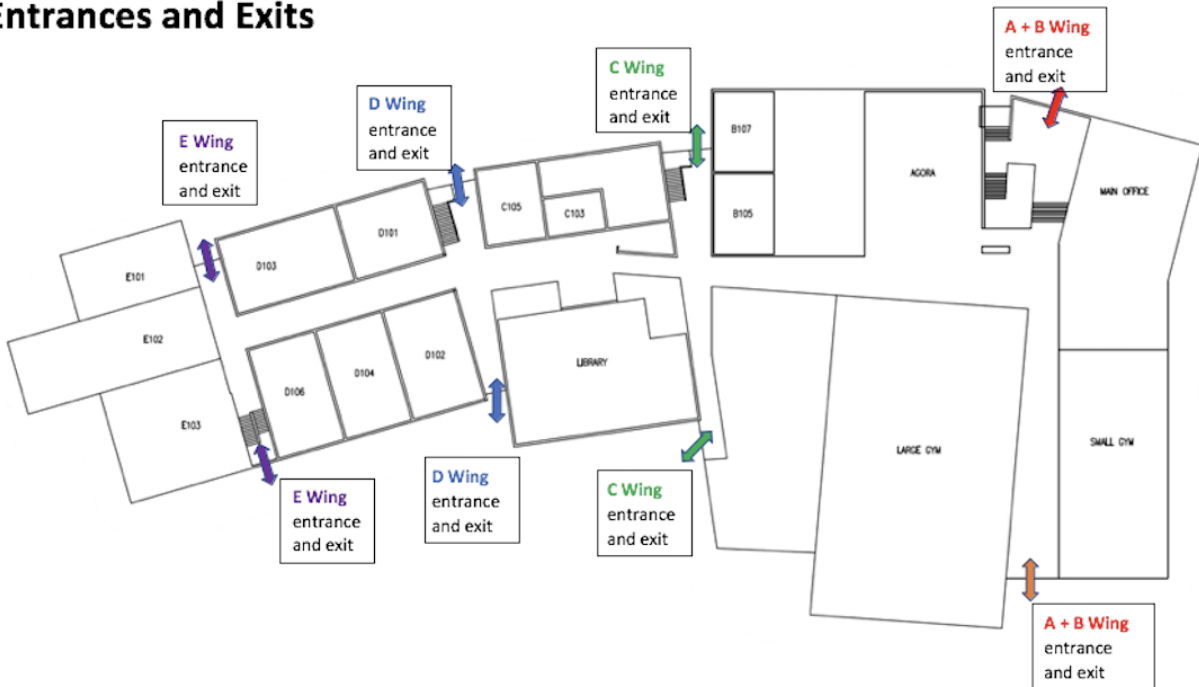 Entrances and Exits
A + B Wing
entrance
and exit
C Wing
entrance
and exit
D Wing
entrance
and exit
E Wing
entrance
and exit
B107
AGORA
MAIN OFFICE
C105
C103
B105
D101
D103
E101
E102
D102
D104
D106
LIBRARY
E103
LARGE GYM
SMALL GYM
D Wing
entrance
and exit
C Wing
entrance
and exit
E Wing
entrance
and exit
A + B Wing
entrance
and exit